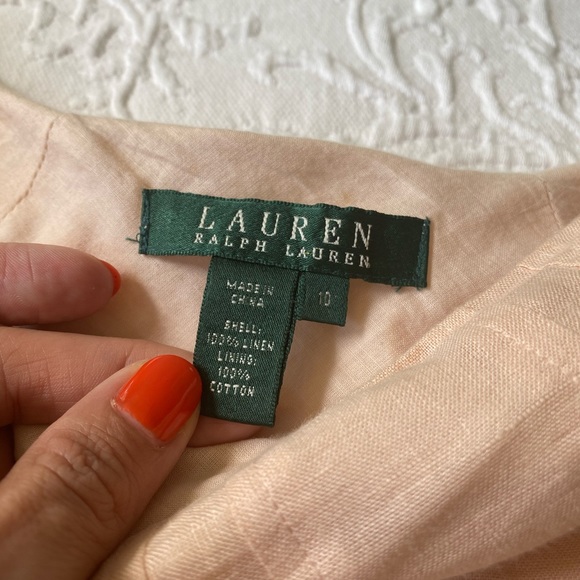 LAUREN
RALPH LAUREN
MADE IN
CHINA
10
SHELL:
100% LINEN
LINING:
100%
COTTON